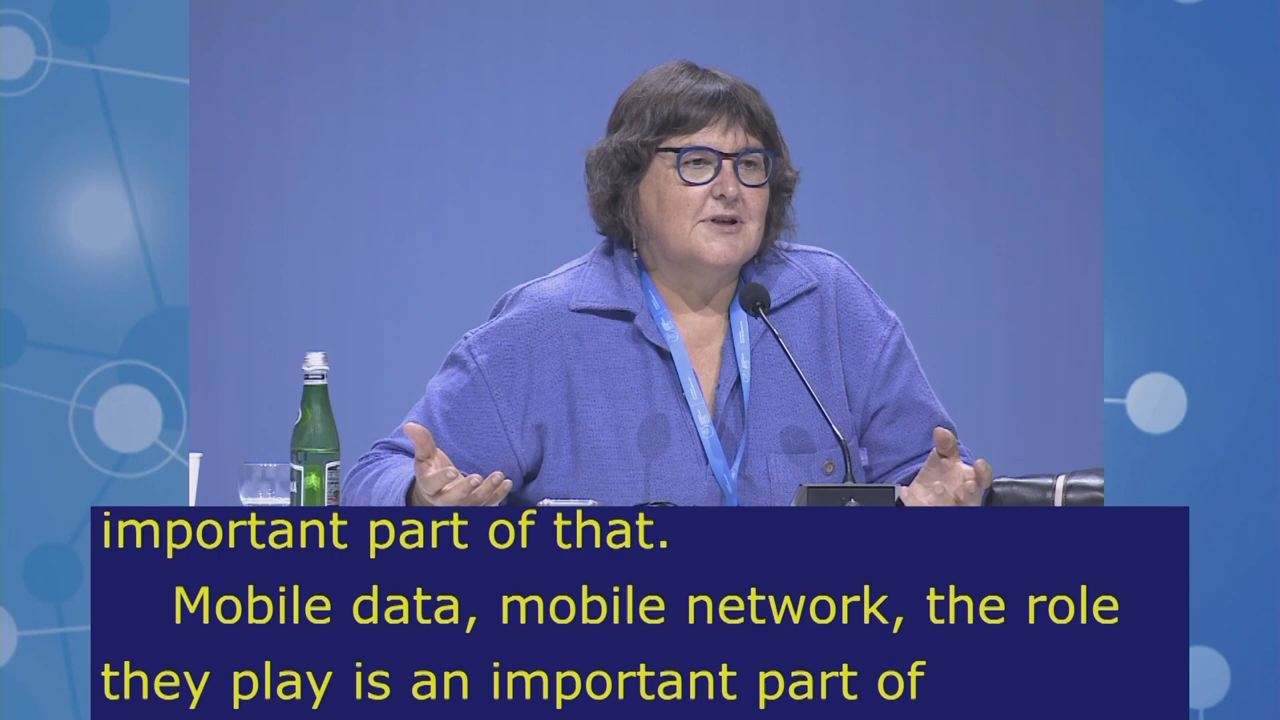 important part of that.
Mobile data, mobile network, the role
they play is an important part of